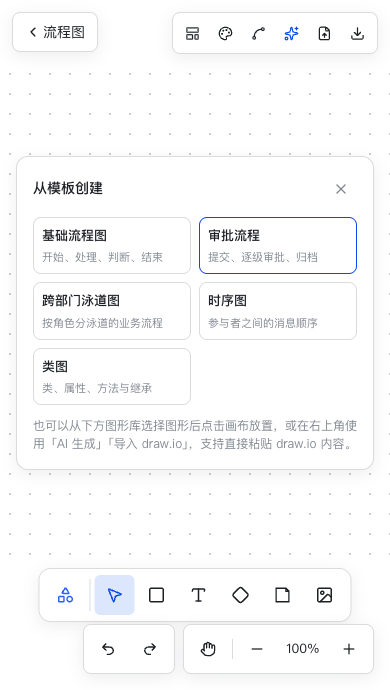 流程图
从模板创建
基础流程图
开始、处理、判断、结束
审批流程
提交、逐级审批、归档
跨部门泳道图
按角色分泳道的业务流程
时序图
参与者之间的消息顺序
类图
类、属性、方法与继承
也可以从下方图形库选择图形后点击画布放置，或在右上角使
用「AI 生成」「导入 draw.io」，支持直接粘贴 draw.io 内容。
100%